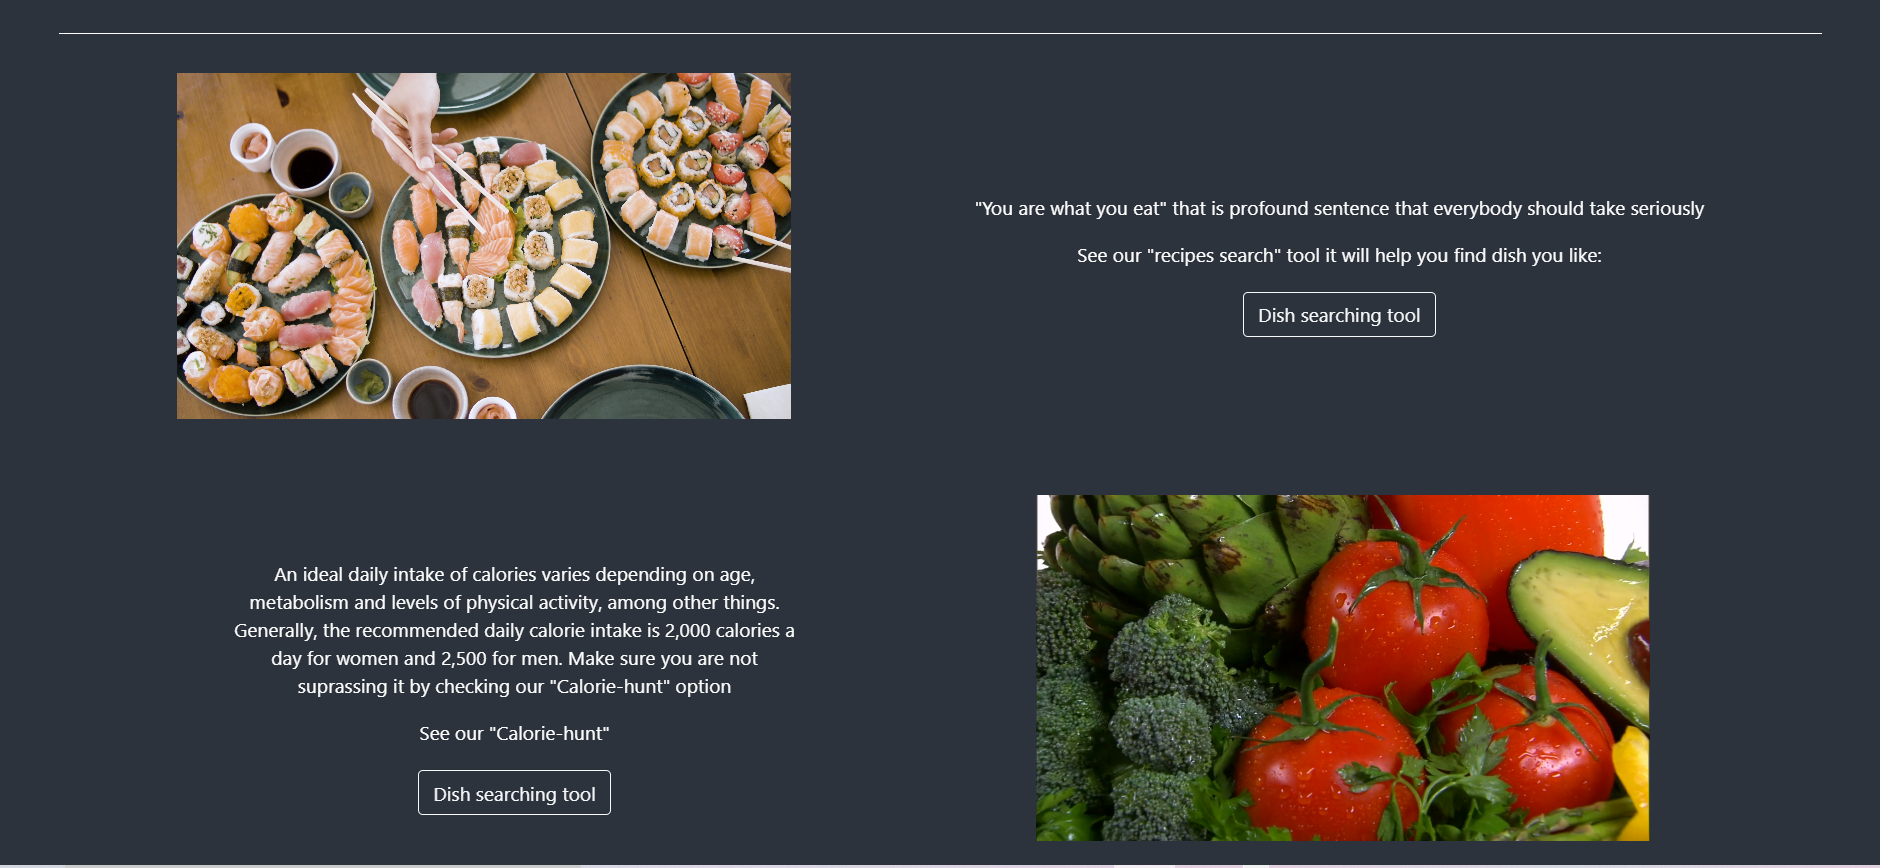 "You are what you eat" that is profound sentence that everybody should take seriously
See our "recipes search" tool it will help you find dish you like:
Dish searching tool
An ideal daily intake of calories varies depending on age,
metabolism and levels of physical activity, among other things.
Generally, the recommended daily calorie intake is 2,000 calories a
day for women and 2,500 for men. Make sure you are not
suprassing it by checking our "Calorie-hunt" option
See our "Calorie-hunt"
Dish searching tool